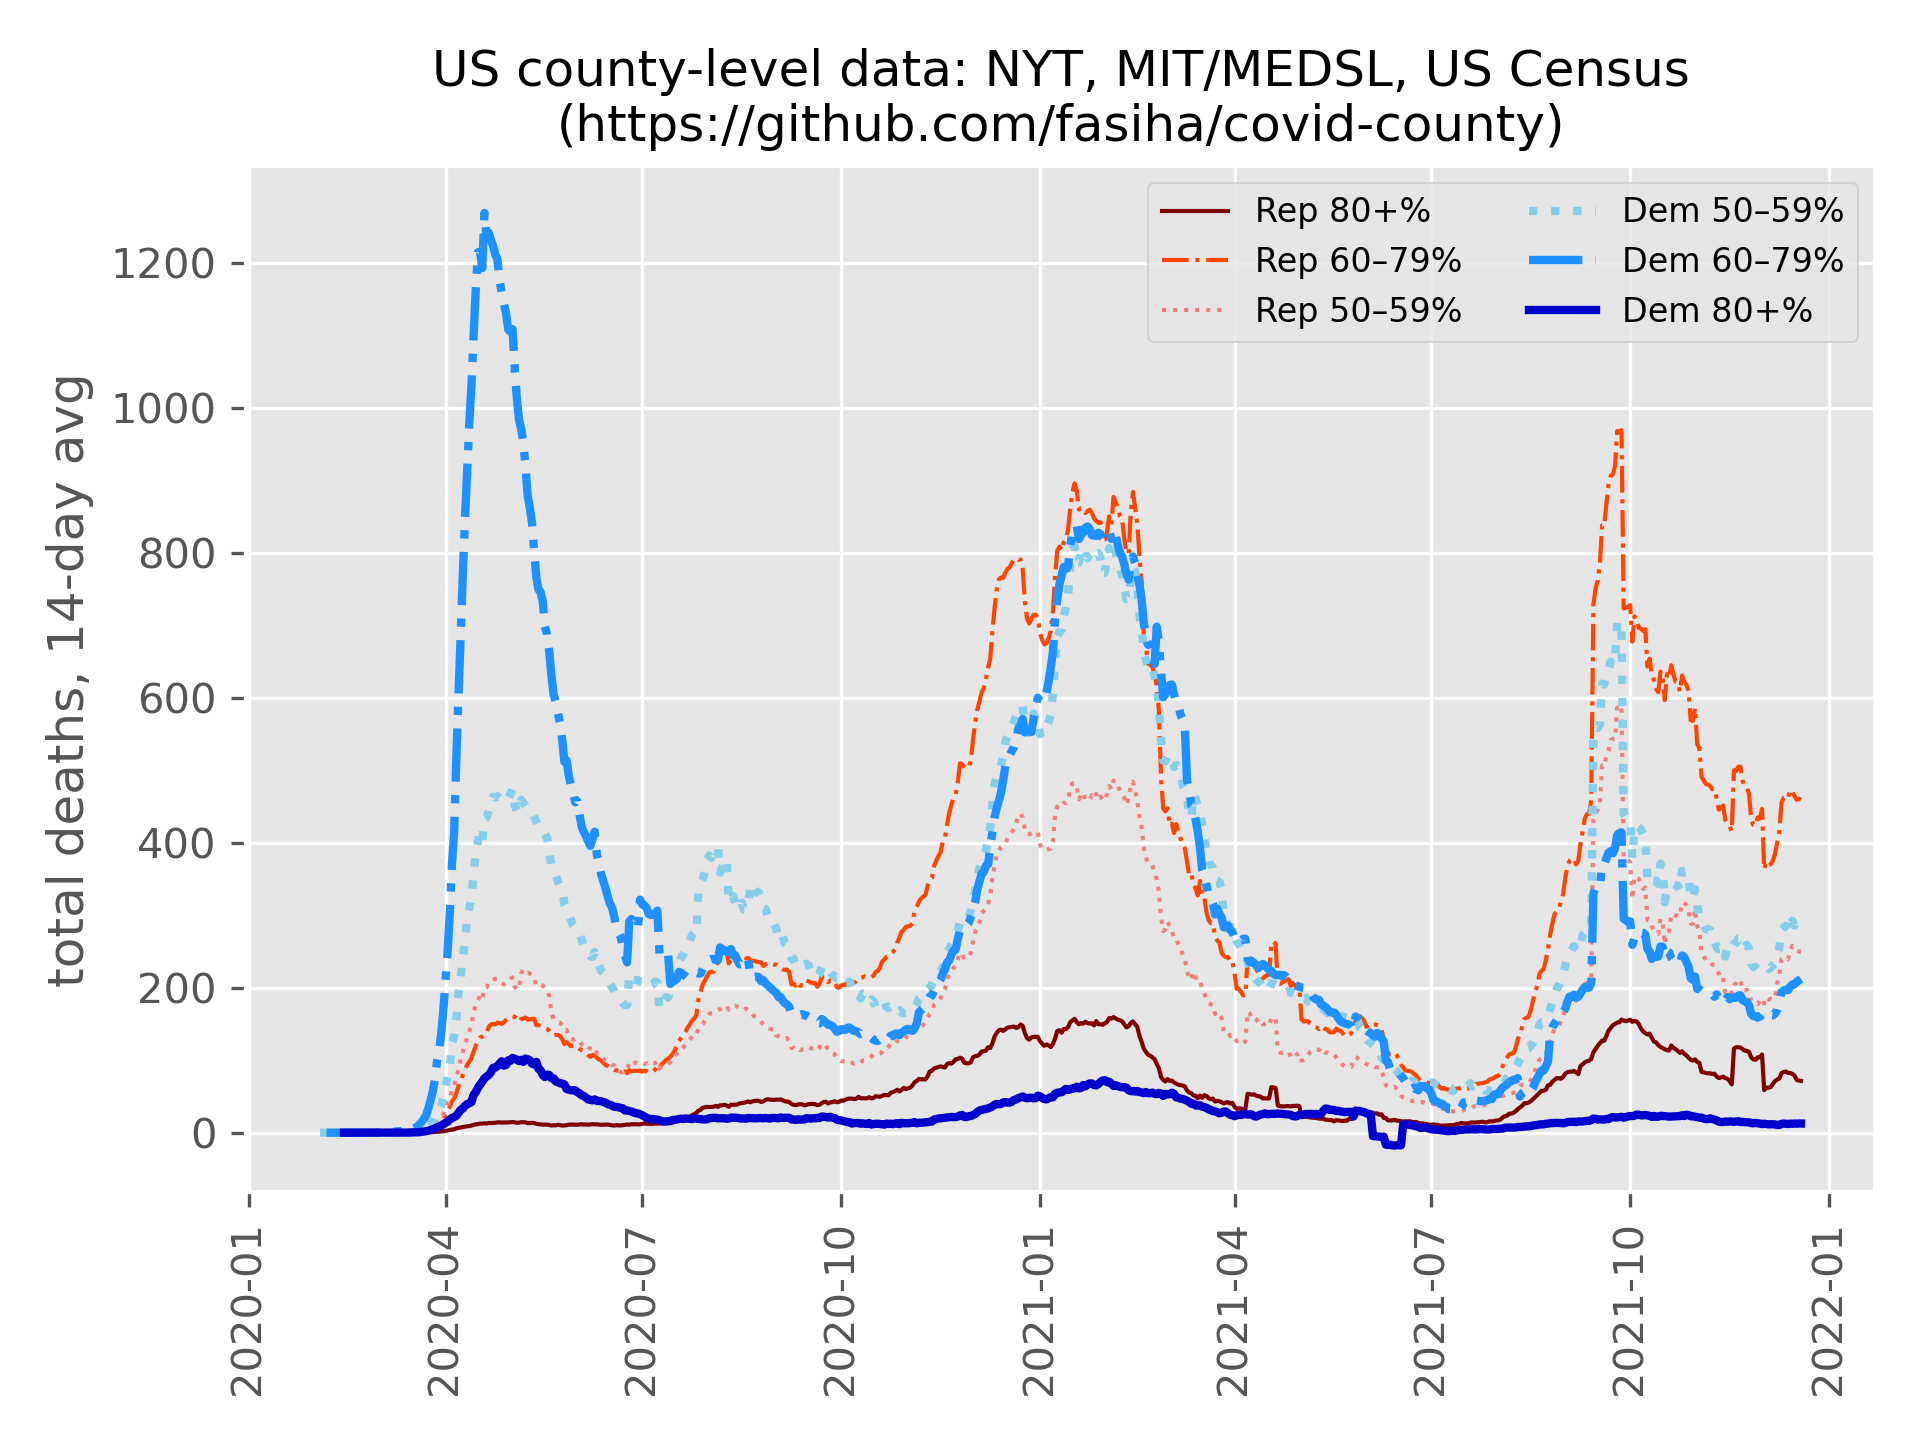 US county-level data: NYT, MIT/MEDSL, US Census
(https://github.com/fasiha/covid-county)
Rep 80+%
Rep 60–79%
Rep 50–59%
Dem 50–59%
Dem 60–79%
Dem 80+%
total deaths, 14-day avg
1200
1000
800
600
400
200
0
2020-01
2020-04
2020-07
2020-10
2021-01
2021-04
2021-07
2021-10
2022-01